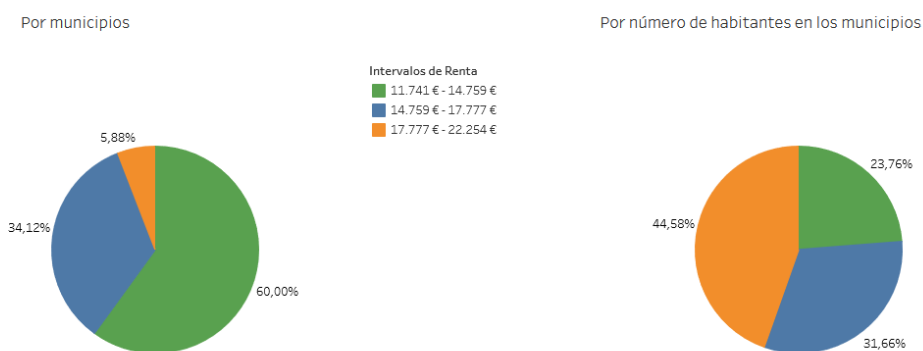 Por municipios
Por número de habitantes en los municipios
Intervalos de Renta
11.741 € - 14.759 €
14.759 € - 17.777 €
17.777 € - 22.254 €
5,88%
34,12%
60,00%
23,76%
44,58%
31,66%